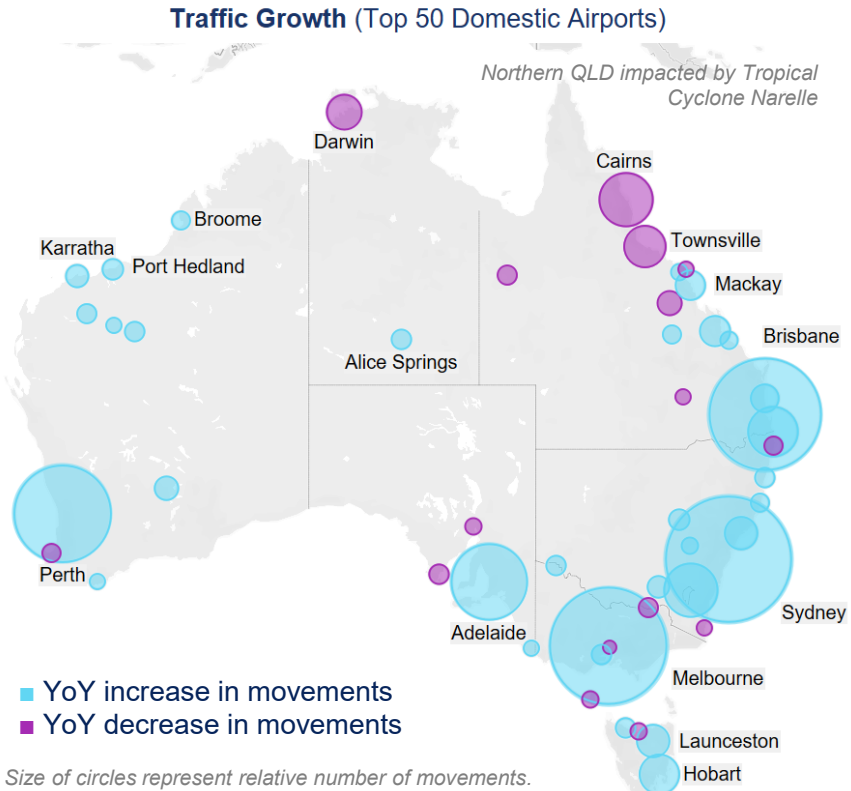 Traffic Growth (Top 50 Domestic Airports)
Northern QLD impacted by Tropical
Cyclone Narelle
Darwin
Cairns
Broome
Townsville
Karratha
Port Hedland
Mackay
Brisbane
Alice Springs
Perth
Adelaide
Sydney
Melbourne
YoY increase in movements
YoY decrease in movements
Launceston
Hobart
Size of circles represent relative number of movements.